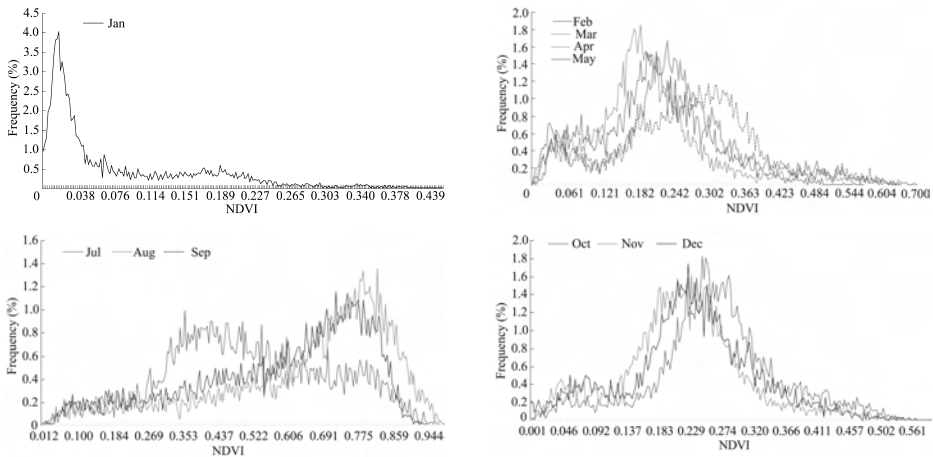 4.5
4.0
3.5
3.0
2.5
2.0
1.5
1.0
0.5
Frequency (%)
Jan
0 0.038 0.076 0.114 0.151 0.189 0.227 0.265 0.303 0.340 0.378 0.439
NDVI
2.0
1.8
1.6
1.4
1.2
1.0
0.8
0.6
0.4
0.2
Frequency (%)
Feb
Mar
Apr
May
0 0.061 0.121 0.182 0.242 0.302 0.363 0.423 0.484 0.544 0.604 0.700
NDVI
1.6
1.4
1.2
1.0
0.8
0.6
0.4
0.2
0
Frequency (%)
Jul Aug Sep
0.012 0.100 0.184 0.269 0.353 0.437 0.522 0.606 0.691 0.775 0.859 0.944
NDVI
2.0
1.8
1.6
1.4
1.2
1.0
0.8
0.6
0.4
0.2
0
Frequency (%)
Oct Nov Dec
0.001 0.046 0.092 0.137 0.183 0.229 0.274 0.320 0.366 0.411 0.457 0.502 0.561
NDVI